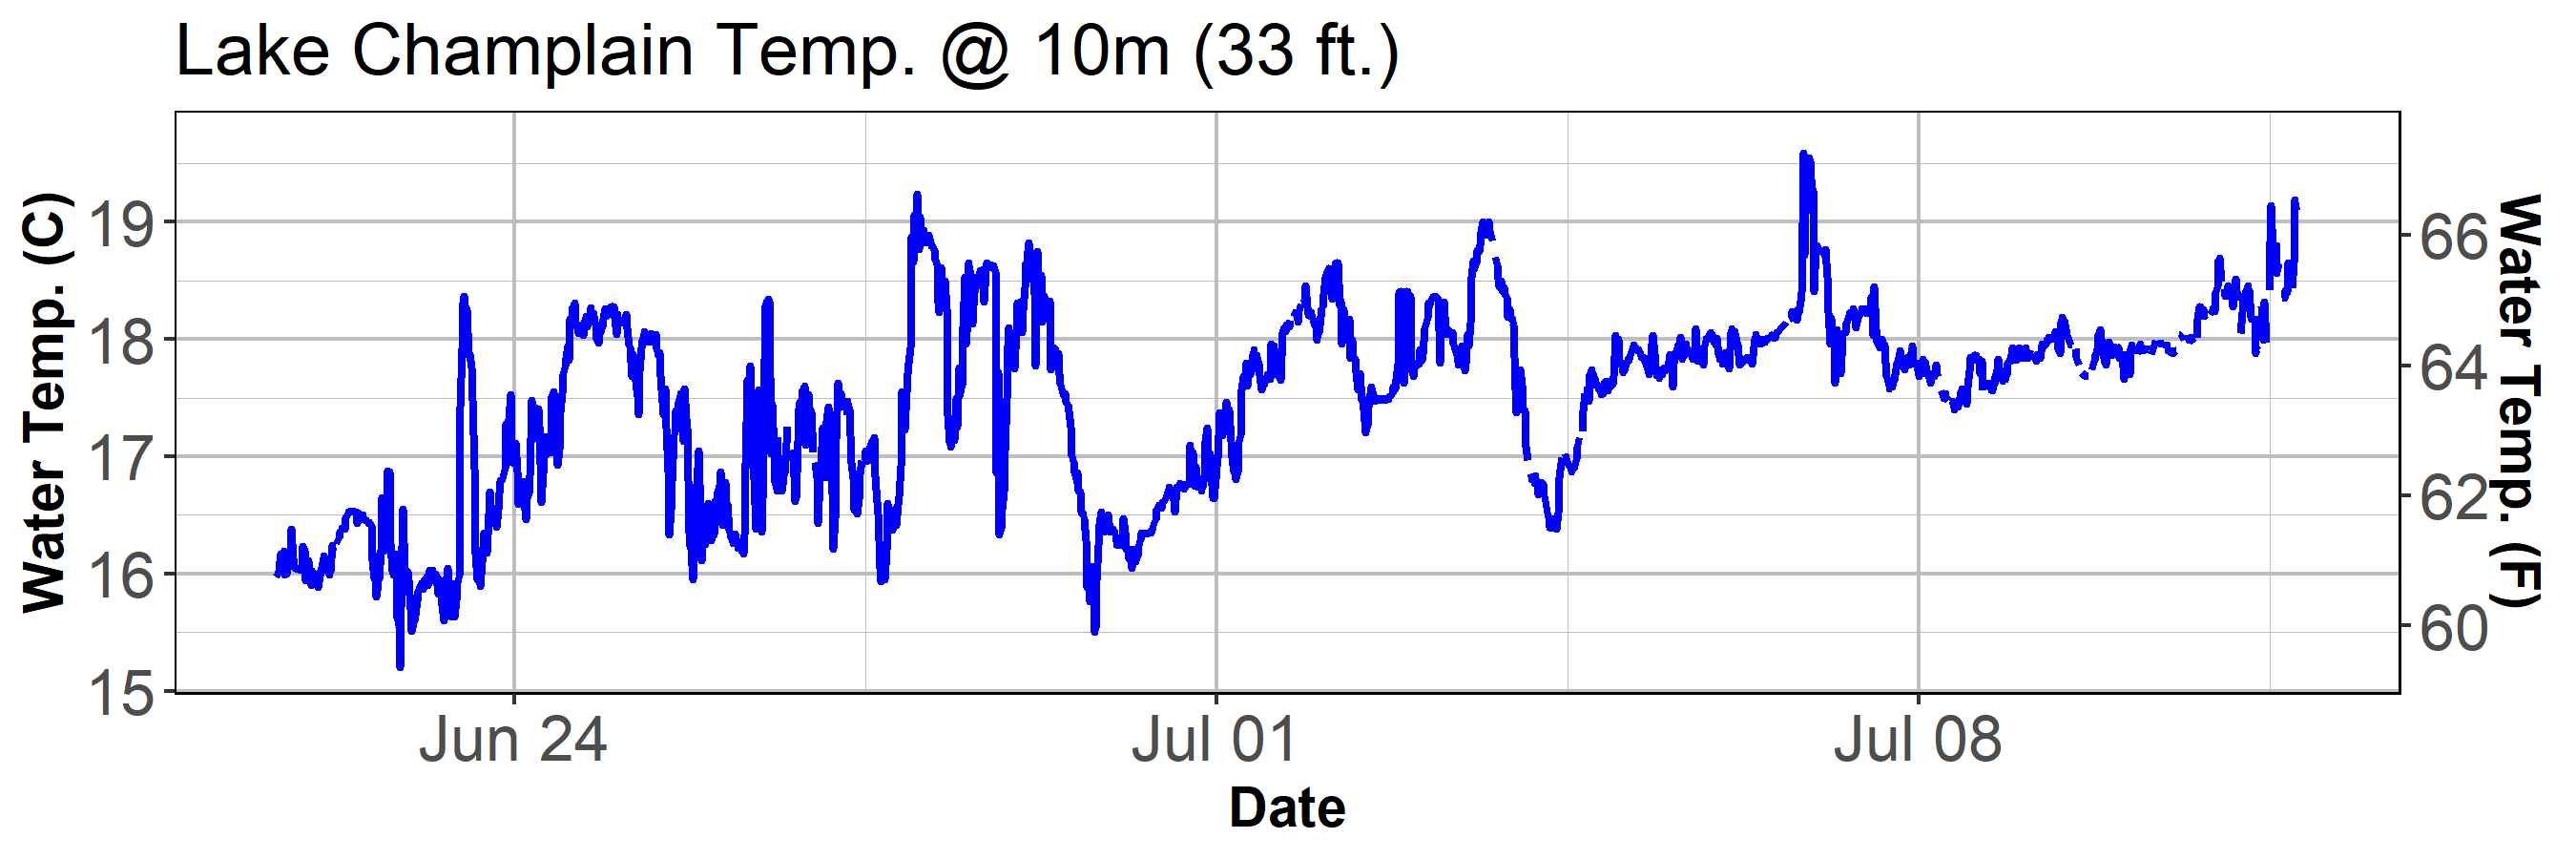 Lake Champlain Temp. @ 10m (33 ft.)
Water Temp. (C)
19
18
17
16
15
66
64
62
60
Water Temp. (F)
Jun 24
Jul 01
Jul 08
Date